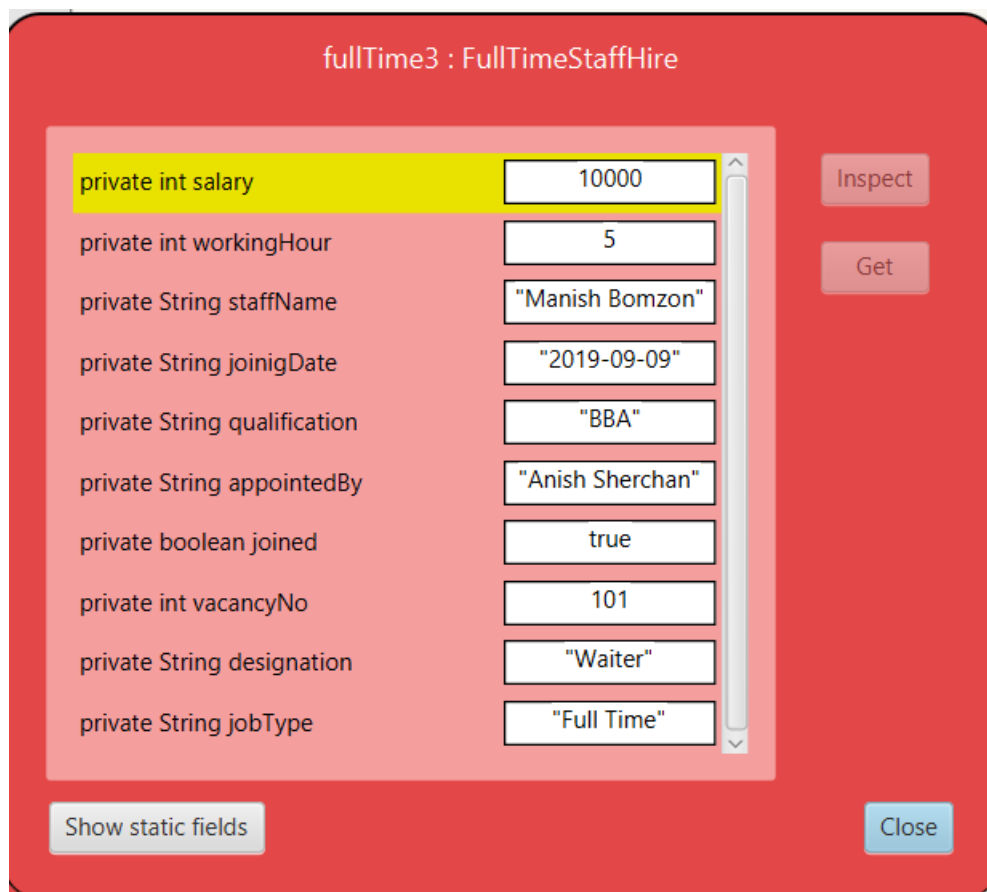 fullTime3 : FullTimeStaffHire
private int salary 10000
Inspect
private int workingHour 5
Get
private String staffName "Manish Bomzon"
private String joinigDate "2019-09-09"
private String qualification "BBA"
private String appointedBy "Anish Sherchan"
private boolean joined true
private int vacancyNo 101
private String designation "Waiter"
private String jobType "Full Time"
Show static fields
Close